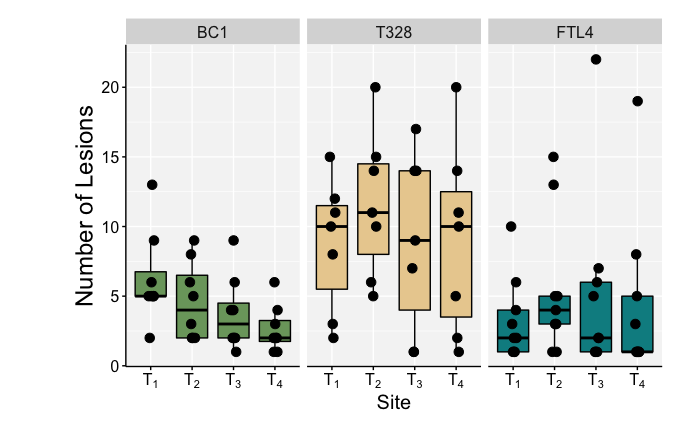 BC1 T328 FTL4
Number of Lesions
20
15
10
5
0
T₁ T₂ T₃ T₄ T₁ T₂ T₃ T₄ T₁ T₂ T₃ T₄
Site